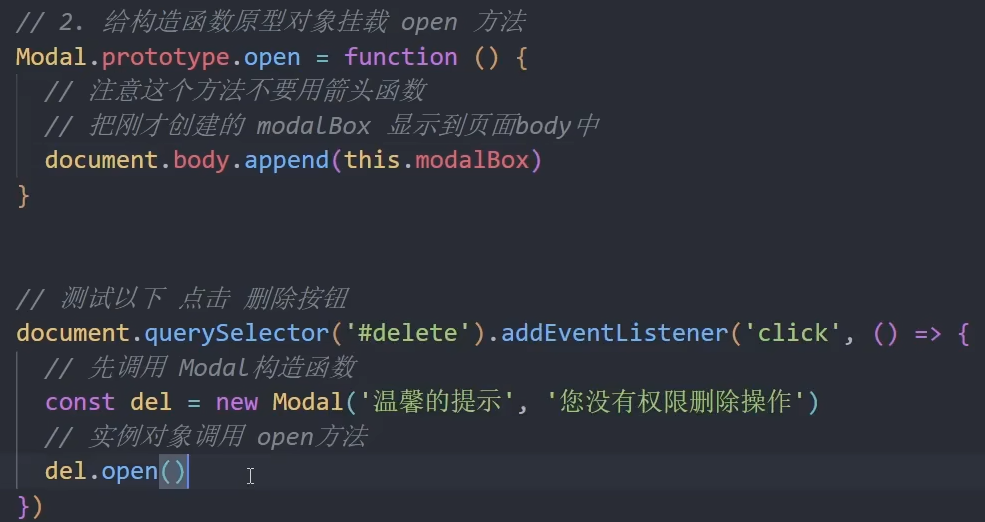 // 2. 给构造函数原型对象挂载 open 方法
Modal.prototype.open = function () {
// 注意这个方法不要用箭头函数
// 把刚才创建的 modalBox 显示到页面body中
document.body.append(this.modalBox)
}
// 测试以下 点击 删除按钮
document.querySelector('#delete').addEventListener('click', () => {
// 先调用 Modal构造函数
const del = new Modal('温馨的提示', '您没有权限删除操作')
// 实例对象调用 open方法
del.open()
})